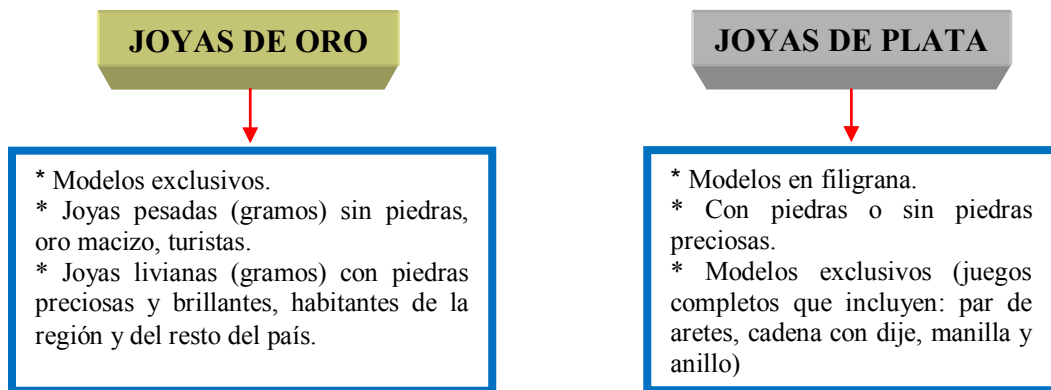 JOYAS DE ORO
* Modelos exclusivos.
* Joyas pesadas (gramos) sin piedras,
oro macizo, turistas.
* Joyas livianas (gramos) con piedras
preciosas y brillantes, habitantes de la
región y del resto del país.
JOYAS DE PLATA
* Modelos en filigrana.
* Con piedras o sin piedras
preciosas.
* Modelos exclusivos (juegos
completos que incluyen: par de
aretes, cadena con dije, manilla y
anillo)